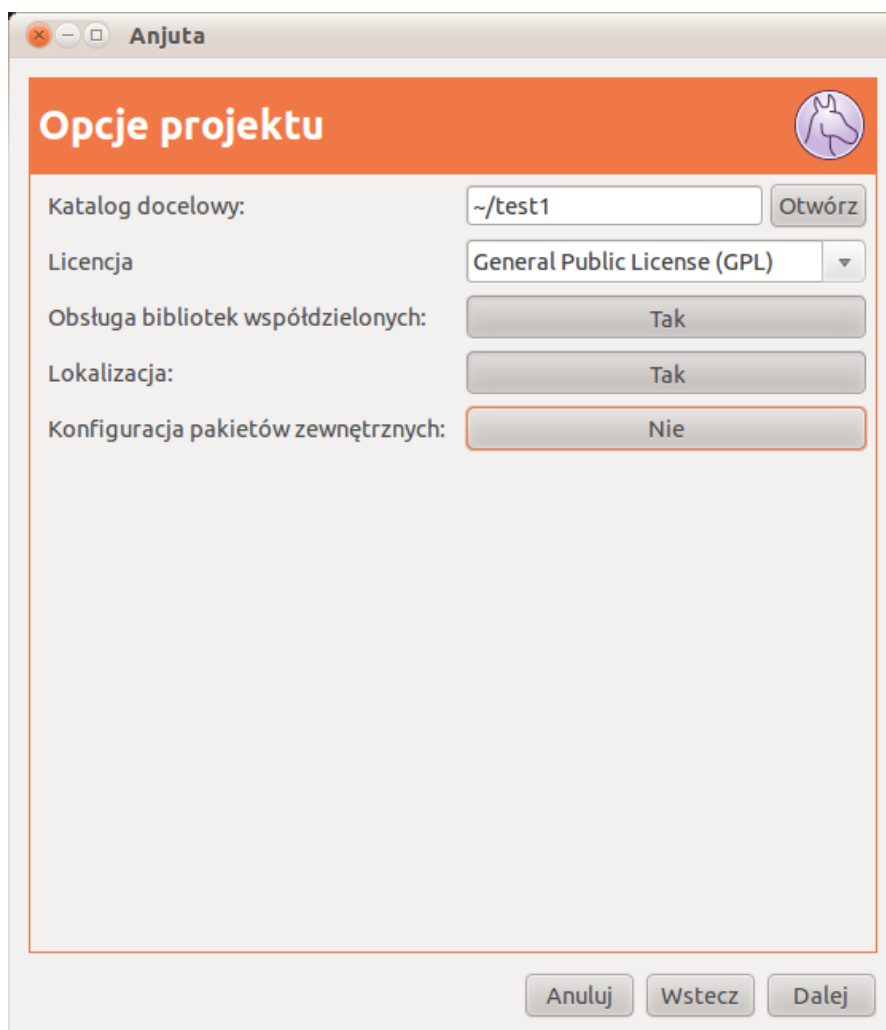 Anjuta
Opcje projektu
Katalog docelowy: ~/test1 Otwórz
Licencja General Public License (GPL)
Obsługa bibliotek współdzielonych: Tak
Lokalizacja: Tak
Konfiguracja pakietów zewnętrznych: Nie
Anuluj Wstecz Dalej